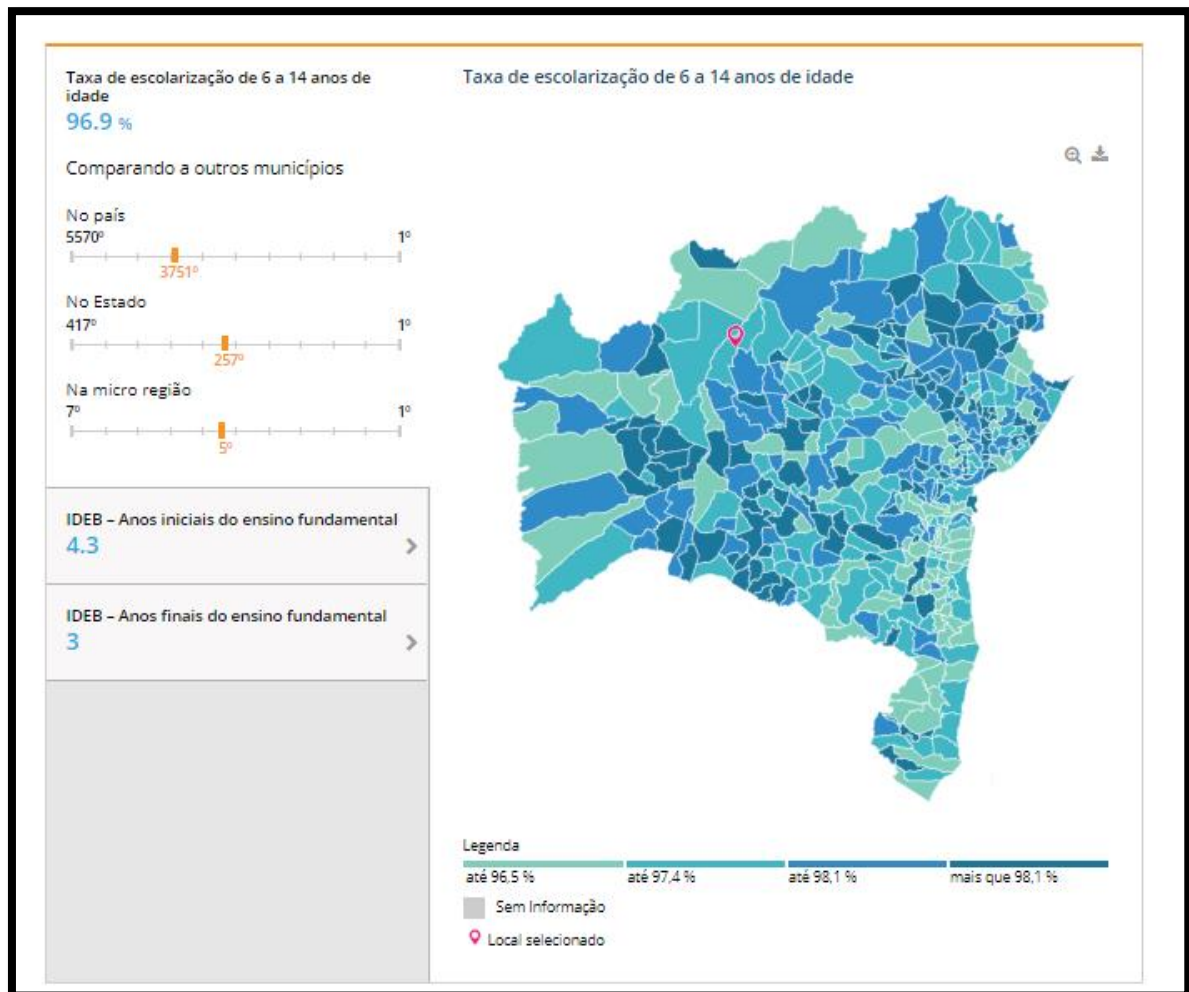 Taxa de escolarização de 6 a 14 anos de
idade
96.9 %
Comparando a outros municípios
No país
5570º 1º
3751º
No Estado
417º 1º
257º
Na micro região
7º 1º
5º
IDEB – Anos iniciais do ensino fundamental
4.3
IDEB – Anos finais do ensino fundamental
3
Taxa de escolarização de 6 a 14 anos de idade
Legenda
até 96,5 % até 97,4 % até 98,1 % mais que 98,1 %
Sem Informação
Local selecionado